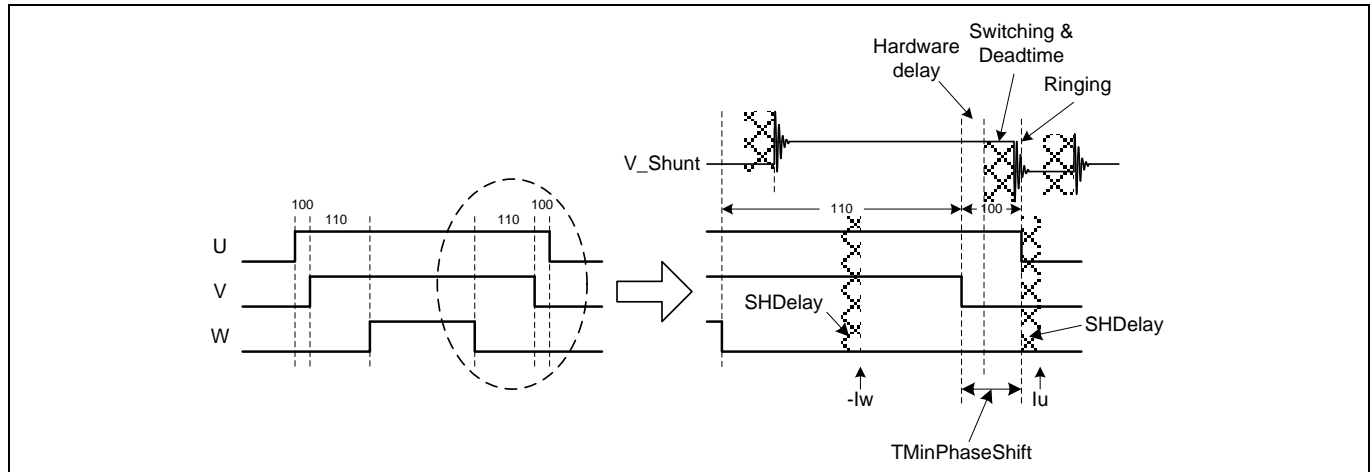 Switching &
Deadtime
Hardware
delay
Ringing
V_Shunt
110
100
100
110
110
100
U
V
W
SHDelay
SHDelay
-Iw
Iu
TMinPhaseShift